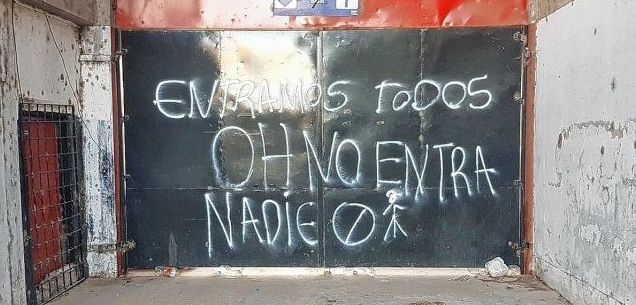 ENTRAMOS TODOS
OH NO ENTRA
NADIE